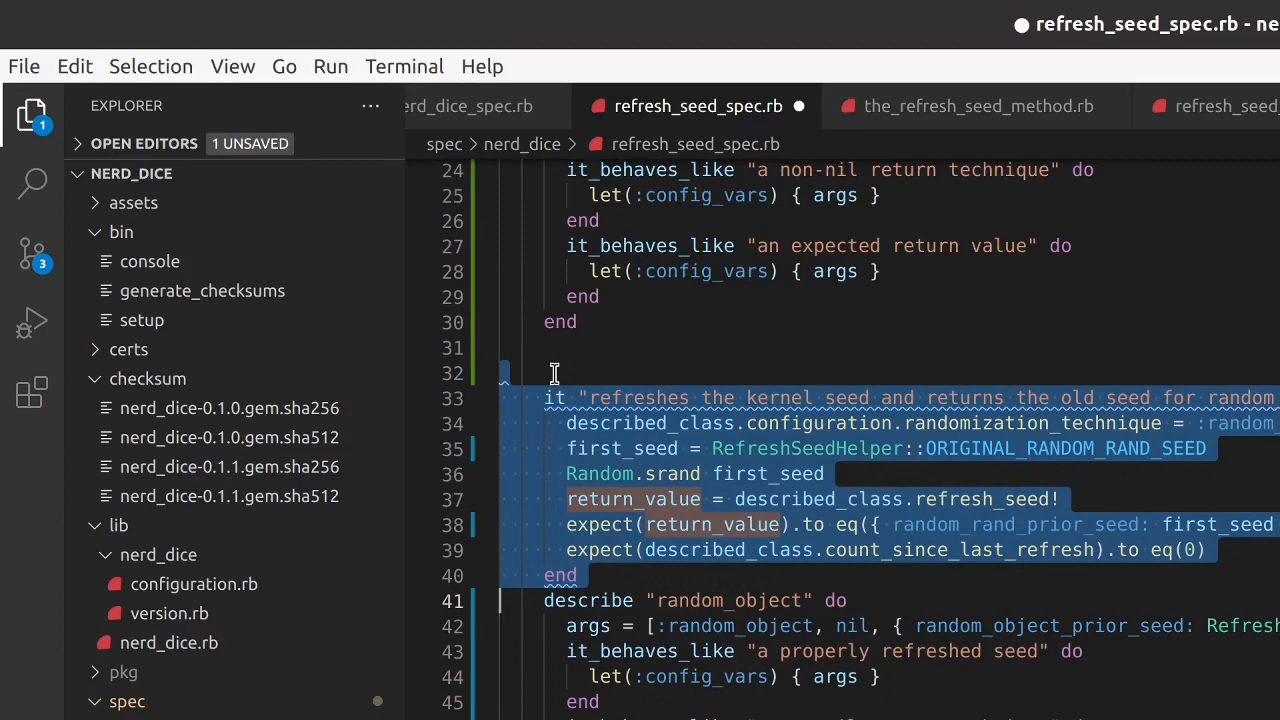 refresh_seed_spec.rb - ne
File Edit Selection View Go Run Terminal Help
EXPLORER ...
erd_dice_spec.rb refresh_seed_spec.rb the_refresh_seed_method.rb refresh_seed_
1
OPEN EDITORS 1 UNSAVED
spec > nerd_dice > refresh_seed_spec.rb
NERD_DICE
assets
bin
console
generate_checksums
setup
certs
checksum
nerd_dice-0.1.0.gem.sha256
nerd_dice-0.1.0.gem.sha512
nerd_dice-0.1.1.gem.sha256
nerd_dice-0.1.1.gem.sha512
lib
nerd_dice
configuration.rb
version.rb
nerd_dice.rb
pkg
spec
3
24 it_behaves_like "a non-nil return technique" do
25 let(:config_vars) { args }
26 end
27 it_behaves_like "an expected return value" do
28 let(:config_vars) { args }
29 end
30 end
31
32
33 it "refreshes the kernel seed and returns the old seed for random
34 described_class.configuration.randomization_technique = :random_
35 first_seed = RefreshSeedHelper::ORIGINAL_RANDOM_RAND_SEED
36 Random.srand first_seed
37 return_value = described_class.refresh_seed!
38 expect(return_value).to eq({ random_rand_prior_seed: first_seed
39 expect(described_class.count_since_last_refresh).to eq(0)
40 end
41 describe "random_object" do
42 args = [:random_object, nil, { random_object_prior_seed: Refresh
43 it_behaves_like "a properly refreshed seed" do
44 let(:config_vars) { args }
45 end